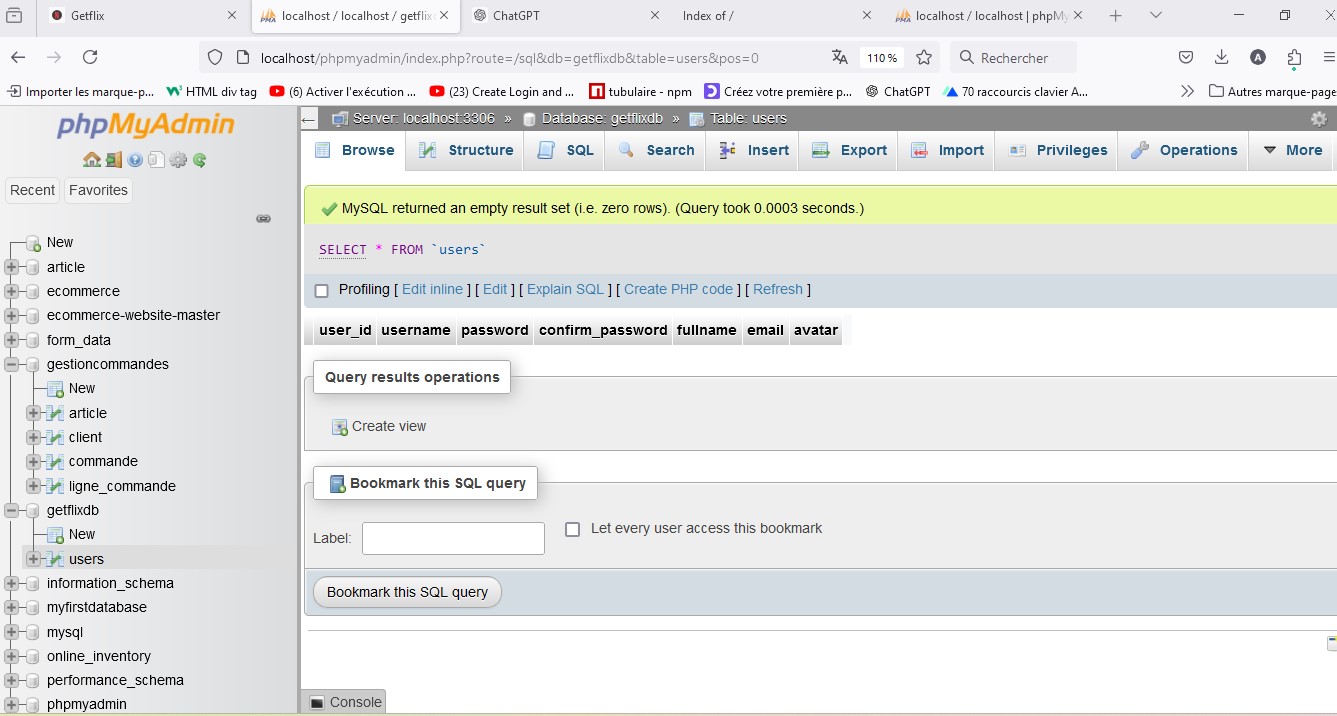 Getflix
localhost / localhost / getflix
ChatGPT
Index of /
localhost / localhost | phpMy
localhost/phpmyadmin/index.php?route=/sql&db=getflixdb&table=users&pos=0
110 %
Rechercher
A
Importer les marque-p...
HTML div tag
(6) Activer l'exécution ...
(23) Create Login and ...
tubulaire - npm
Créez votre première p...
ChatGPT
70 raccourcis clavier A...
Autres marque-page
phpMyAdmin
Recent
Favorites
New
article
ecommerce
ecommerce-website-master
form_data
gestioncommandes
New
article
client
commande
ligne_commande
getflixdb
New
users
information_schema
myfirstdatabase
mysql
online_inventory
performance_schema
phpmyadmin
Server: localhost:3306 » Database: getflixdb » Table: users
Browse
Structure
SQL
Search
Insert
Export
Import
Privileges
Operations
More
MySQL returned an empty result set (i.e. zero rows). (Query took 0.0003 seconds.)
SELECT * FROM `users`
Profiling [ Edit inline ] [ Edit ] [ Explain SQL ] [ Create PHP code ] [ Refresh ]
user_id username password confirm_password fullname email avatar
Query results operations
Create view
Bookmark this SQL query
Label:
Let every user access this bookmark
Bookmark this SQL query
Console